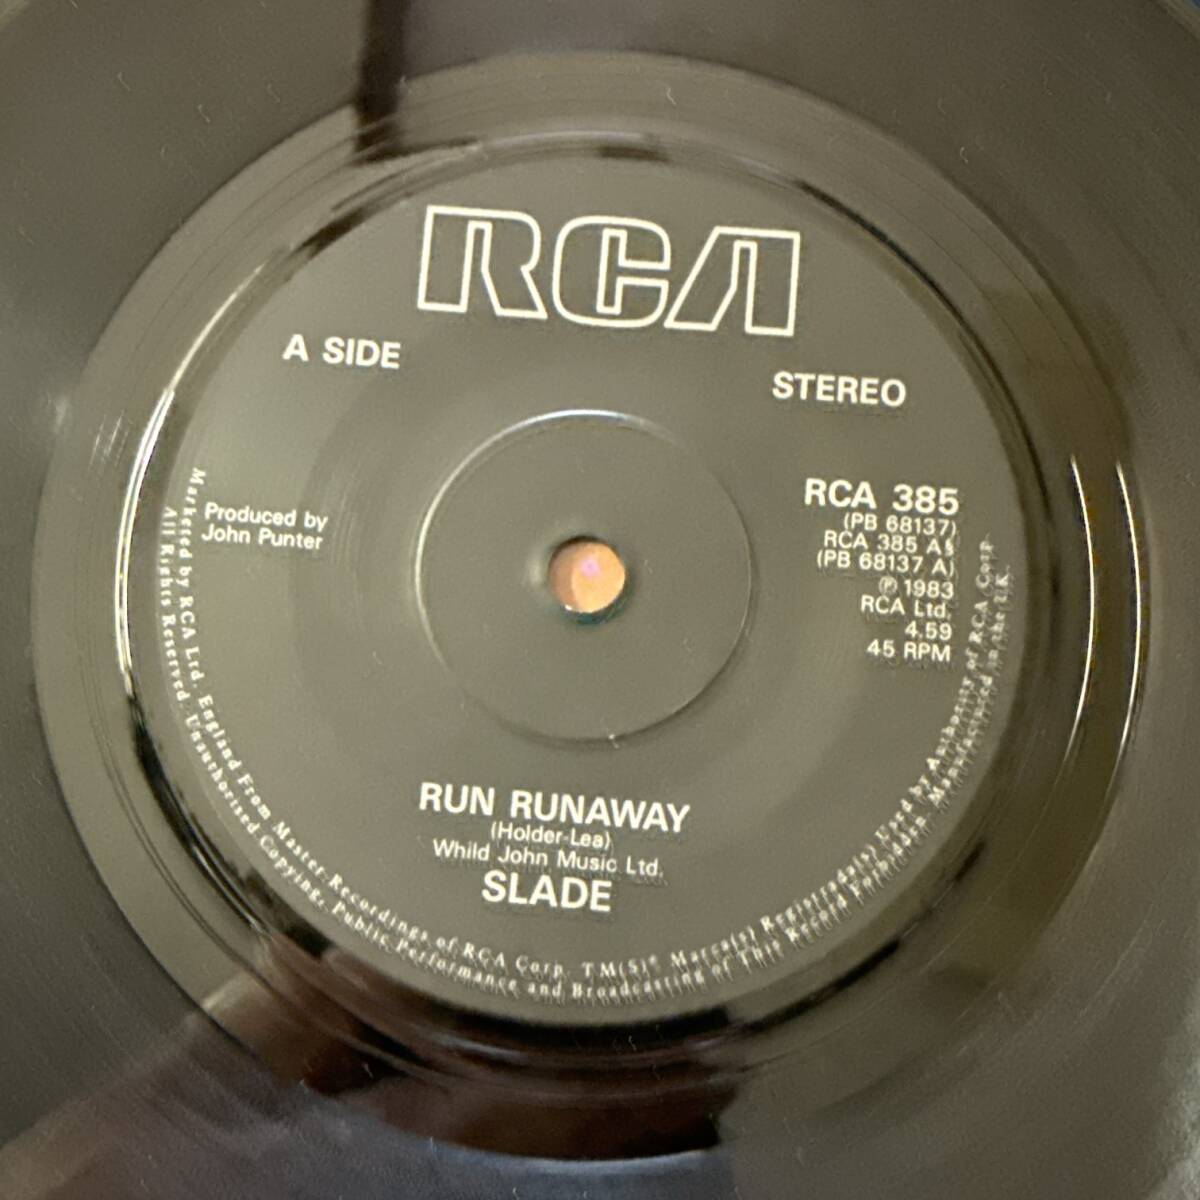 RCA
A SIDE
STEREO
Produced by
John Punter
RCA 385
(PB 68137)
RCA 385 A§
(PB 68137 A)
Ⓟ 1983
RCA Ltd.
4.59
45 RPM
RUN RUNAWAY
(Holder-Lea)
Whild John Music Ltd.
SLADE
Marketed by RCA Ltd. England From Master Recordings of RCA Corp. TM(S)® Marca(s) Registrada(s) Used by Authority of RCA Corp.
All Rights Reserved. Unauthorised Copying, Public Performance and Broadcasting of This Record Forbidden. Manufactured in the U.K.